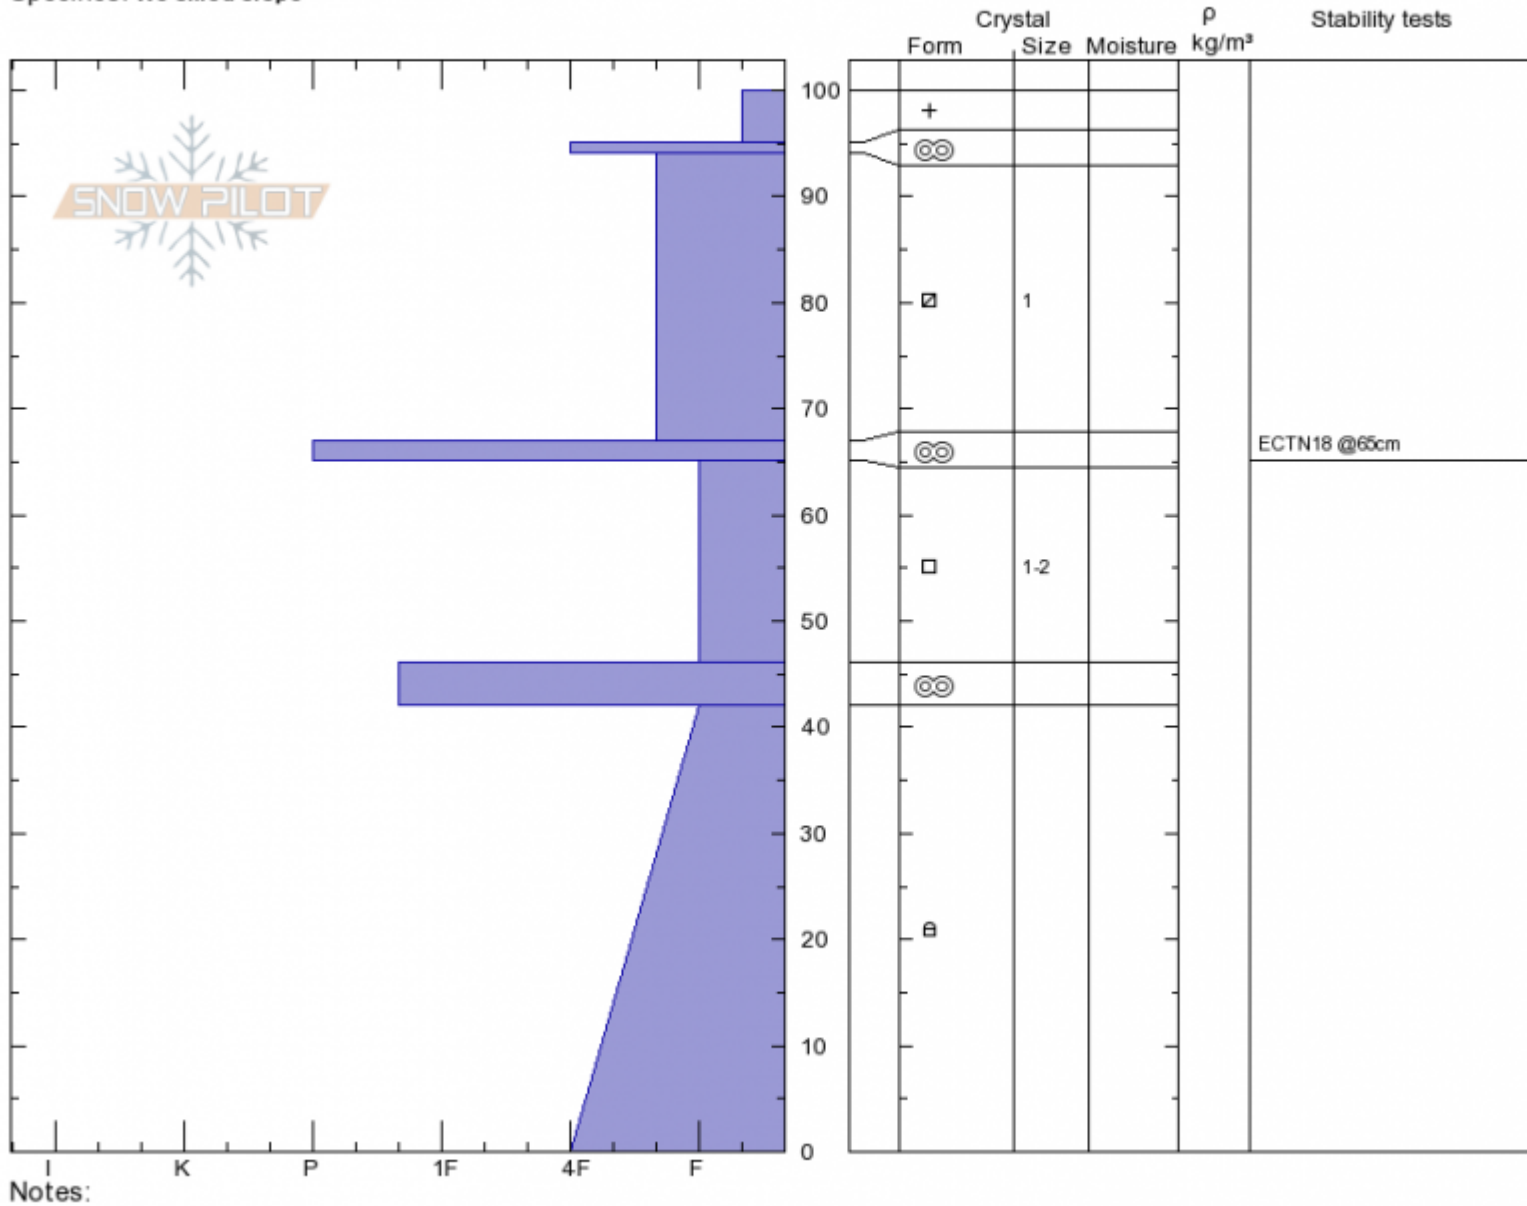 Crystal ρ Stability tests
Form Size Moisture kg/m³
100
+
SNOW PILOT
90
80
1
70
ECTN18 @65cm
60
1-2
50
40
30
20
10
0
I K P 1F 4F F
Notes: